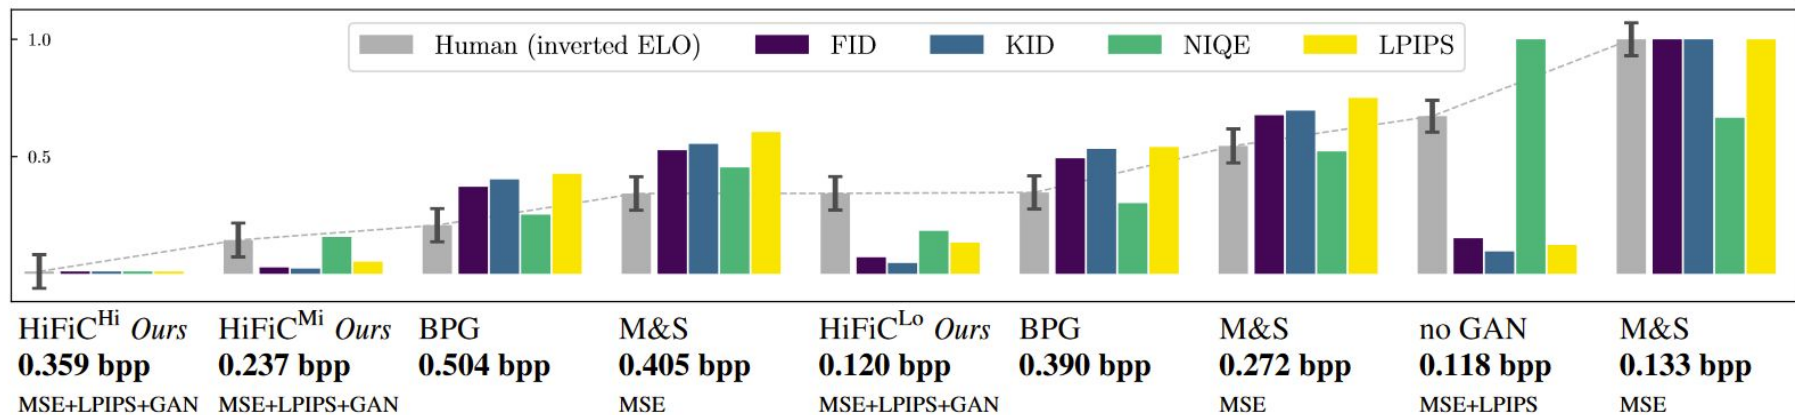 1.0
Human (inverted ELO) FID KID NIQE LPIPS
0.5
HiFiC^Hi Ours HiFiC^Mi Ours BPG M&S HiFiC^Lo Ours BPG M&S no GAN M&S
0.359 bpp 0.237 bpp 0.504 bpp 0.405 bpp 0.120 bpp 0.390 bpp 0.272 bpp 0.118 bpp 0.133 bpp
MSE+LPIPS+GAN MSE+LPIPS+GAN MSE MSE+LPIPS+GAN MSE MSE+LPIPS MSE